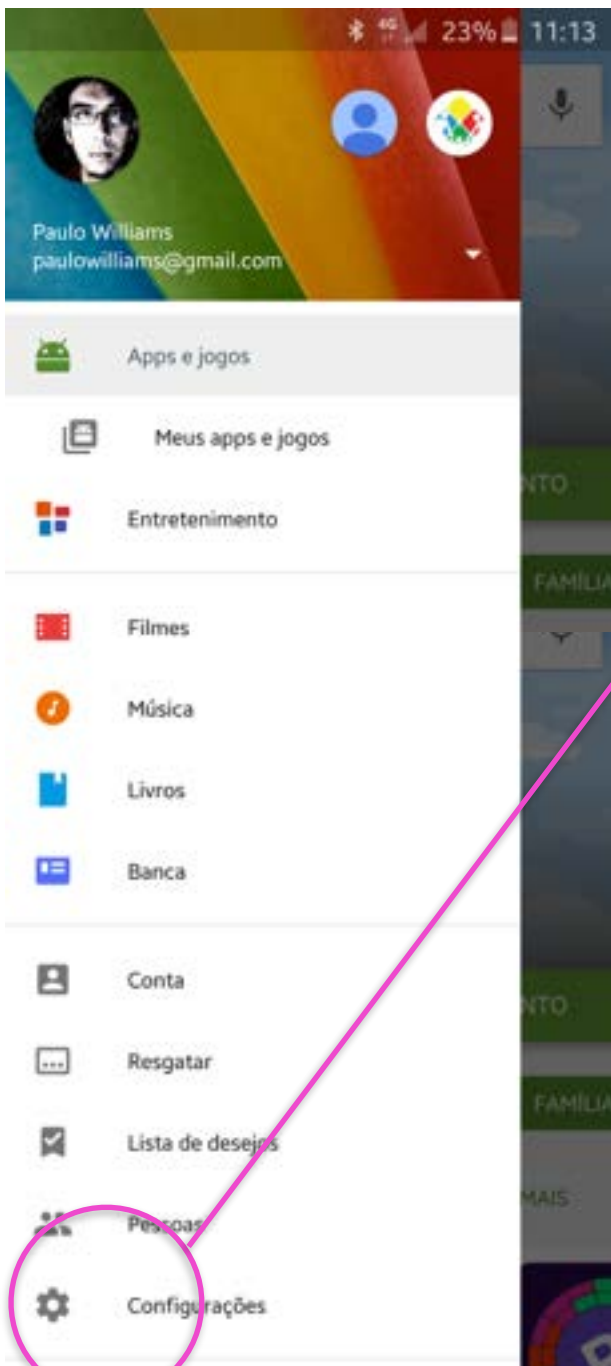 4G 23% 11:13
Paulo Williams
paulowilliams@gmail.com
Apps e jogos
Meus apps e jogos
NTO
Entretenimento
FAMÍLIA
Filmes
Música
Livros
Banca
Conta
NTO
Resgatar
FAMÍLIA
Lista de desejos
Pessoas
MAIS
Configurações